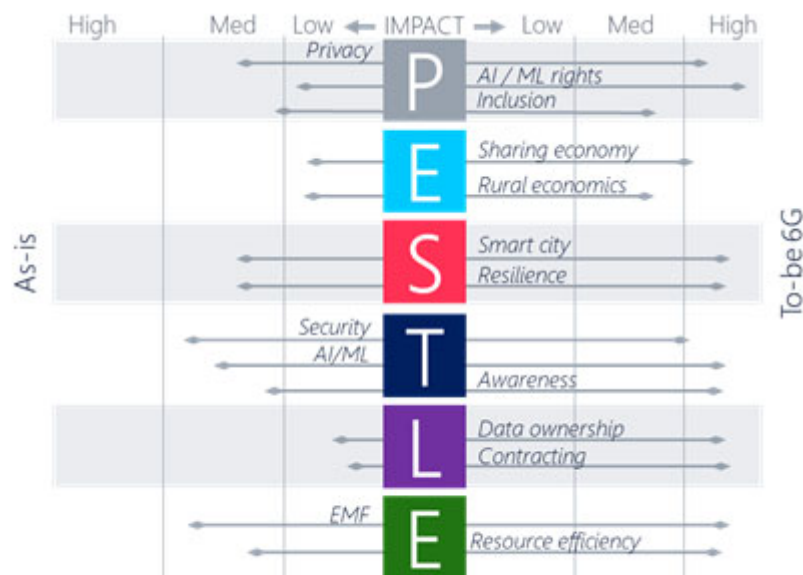 High Med Low IMPACT Low Med High
Privacy
P
AI / ML rights
Inclusion
E
Sharing economy
Rural economics
As-is
S
Smart city
Resilience
To-be 6G
Security
T
AI/ML
Awareness
L
Data ownership
Contracting
EMF
E
Resource efficiency